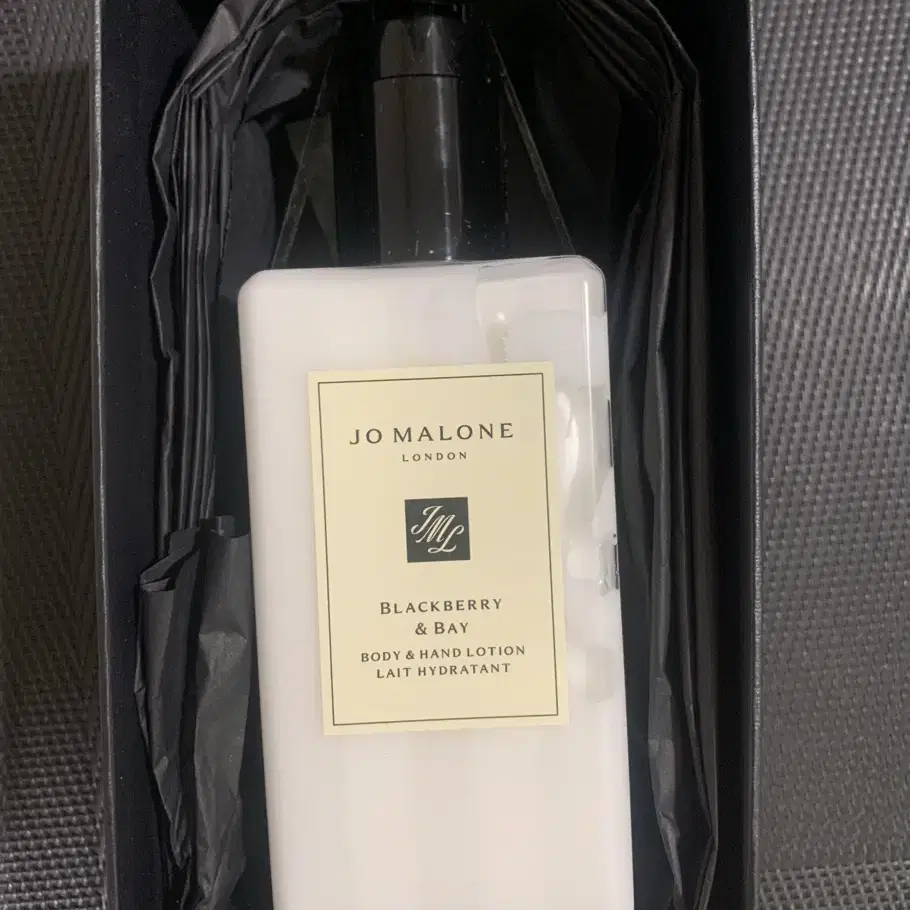 JO MALONE
LONDON
JML
BLACKBERRY
& BAY
BODY & HAND LOTION
LAIT HYDRATANT